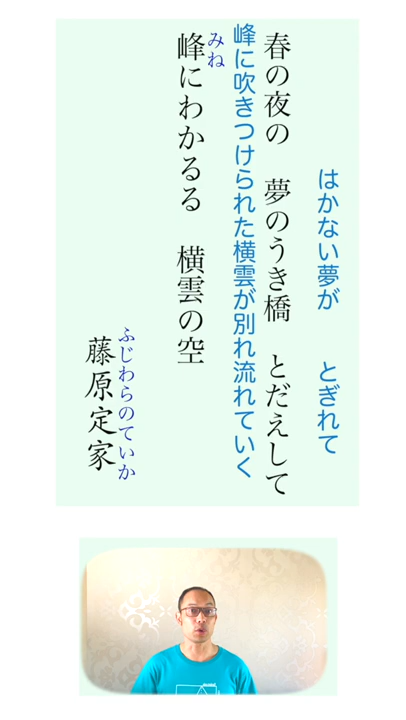 はかない夢が　とぎれて
春の夜の　夢のうき橋　とだえして
峰に吹きつけられた横雲が別れ流れていく
みね
峰にわかるる　横雲の空
ふじわらのていか
藤原定家